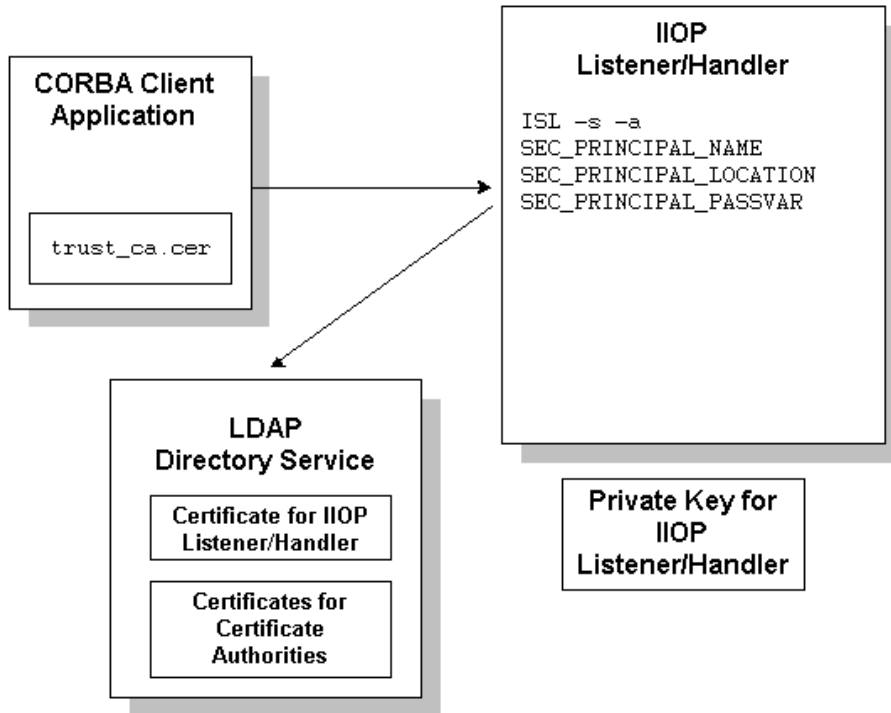 CORBA Client
Application
trust_ca.cer
IIOP
Listener/Handler
ISL -s -a
SEC_PRINCIPAL_NAME
SEC_PRINCIPAL_LOCATION
SEC_PRINCIPAL_PASSVAR
LDAP
Directory Service
Certificate for IIOP
Listener/Handler
Certificates for
Certificate
Authorities
Private Key for
IIOP
Listener/Handler